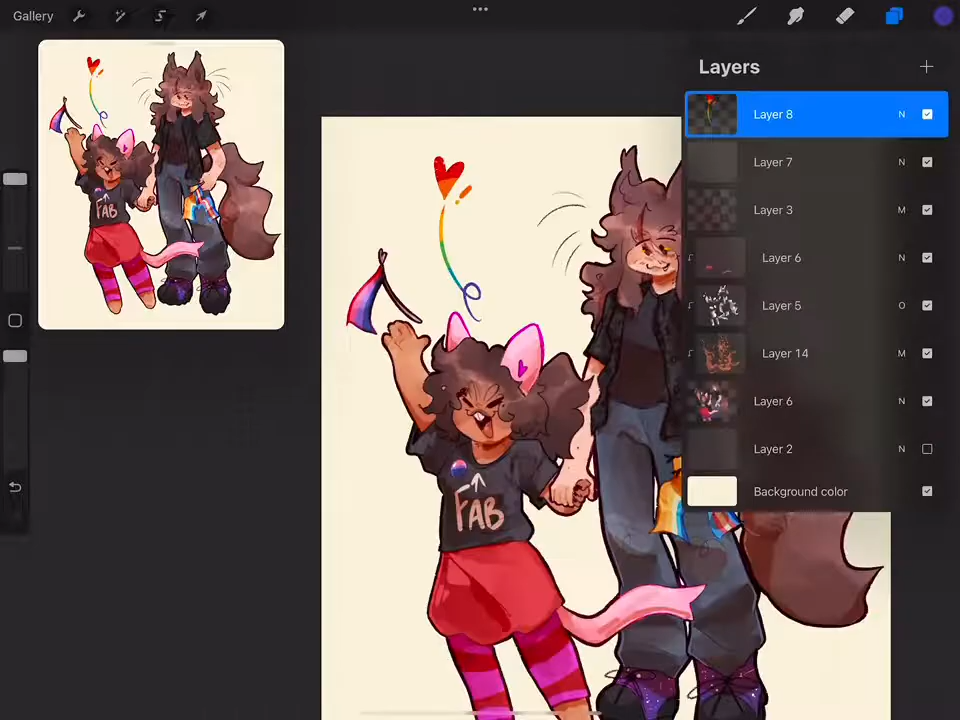 Gallery
Layers
Layer 8 N
Layer 7 N
Layer 3 M
Layer 6 N
Layer 5 O
Layer 14 M
Layer 6 N
Layer 2 N
Background color
FAB
FAB